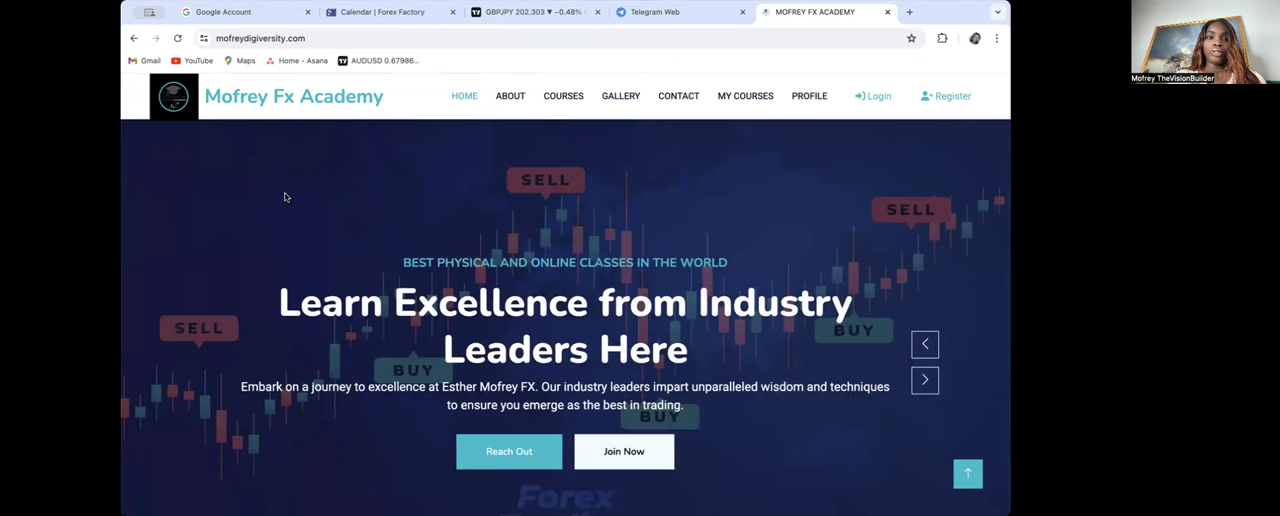 Google Account
Calendar | Forex Factory
GBPJPY 202.303 ▼ −0.48%
Telegram Web
MOFREY FX ACADEMY
mofreydigiversity.com
Gmail
YouTube
Maps
Home - Asana
AUDUSD 0.67986...
Mofrey TheVisionBuilder
Mofrey Fx Academy
HOME
ABOUT
COURSES
GALLERY
CONTACT
MY COURSES
PROFILE
Login
Register
SELL
SELL
BEST PHYSICAL AND ONLINE CLASSES IN THE WORLD
Learn Excellence from Industry
Leaders Here
SELL
BUY
BUY
Embark on a journey to excellence at Esther Mofrey FX. Our industry leaders impart unparalleled wisdom and techniques
to ensure you emerge as the best in trading.
BUY
Reach Out
Join Now
Forex